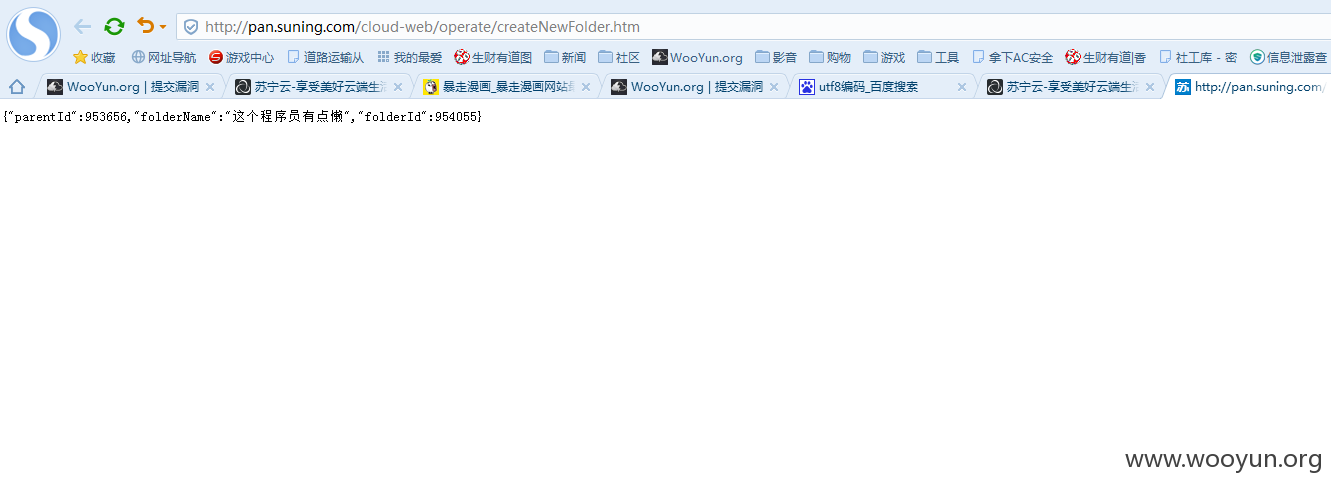 http://pan.suning.com/cloud-web/operate/createNewFolder.htm
收藏 网址导航 游戏中心 道路运输从 我的最爱 生财有道图 新闻 社区 WooYun.org 影音 购物 游戏 工具 拿下AC安全 生财有道|香 社工库 - 密 信息泄露查
WooYun.org | 提交漏洞 苏宁云-享受美好云端生 暴走漫画_暴走漫画网站 WooYun.org | 提交漏洞 utf8编码_百度搜索 苏宁云-享受美好云端生 http://pan.suning.com/
{"parentId":953656,"folderName":"这个程序员有点懒","folderId":954055}
www.wooyun.org